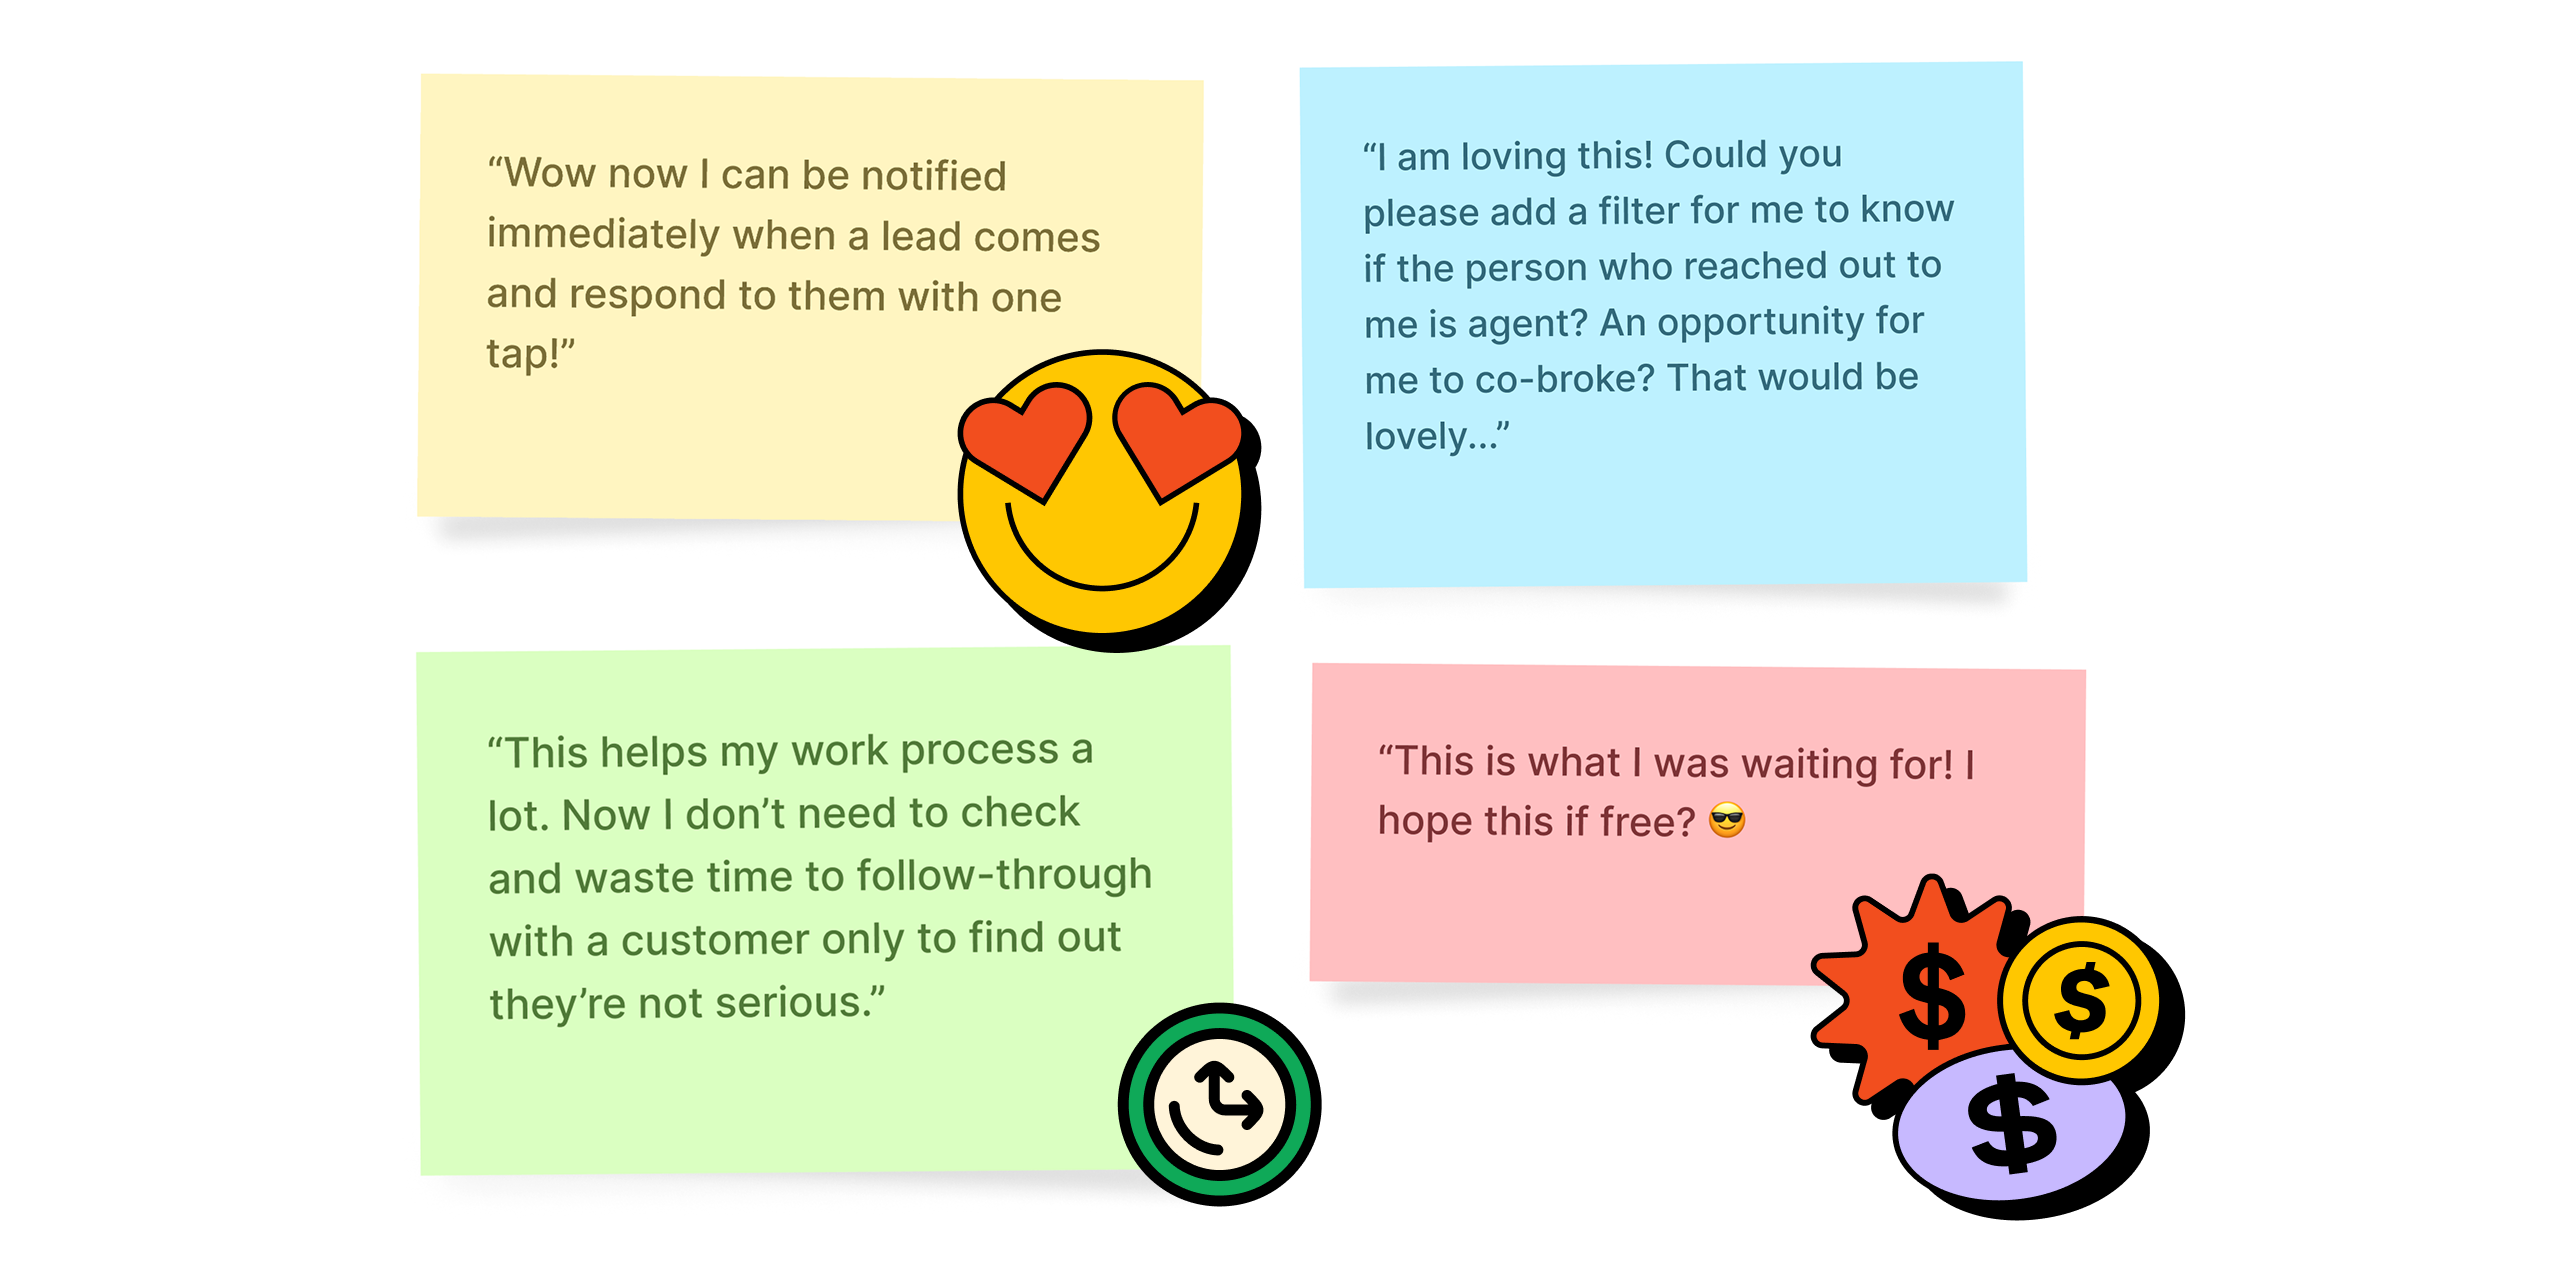 “Wow now I can be notified
immediately when a lead comes
and respond to them with one
tap!”
“I am loving this! Could you
please add a filter for me to know
if the person who reached out to
me is agent? An opportunity for
me to co-broke? That would be
lovely...”
“This helps my work process a
lot. Now I don’t need to check
and waste time to follow-through
with a customer only to find out
they’re not serious.”
“This is what I was waiting for! I
hope this if free? 😎
$
$
$